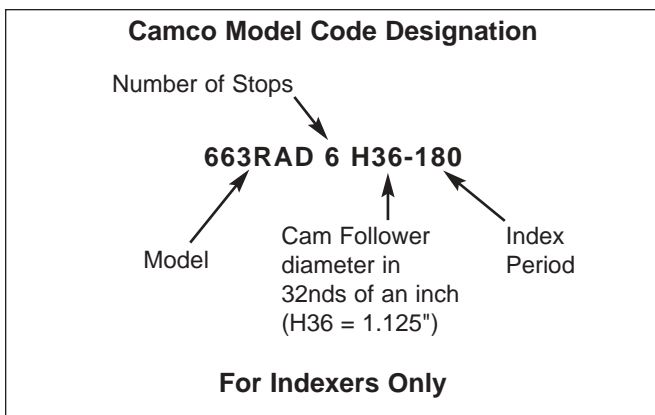 Camco Model Code Designation
Number of Stops
663RAD 6 H36-180
Model
Cam Follower
diameter in
32nds of an inch
(H36 = 1.125")
Index
Period
For Indexers Only